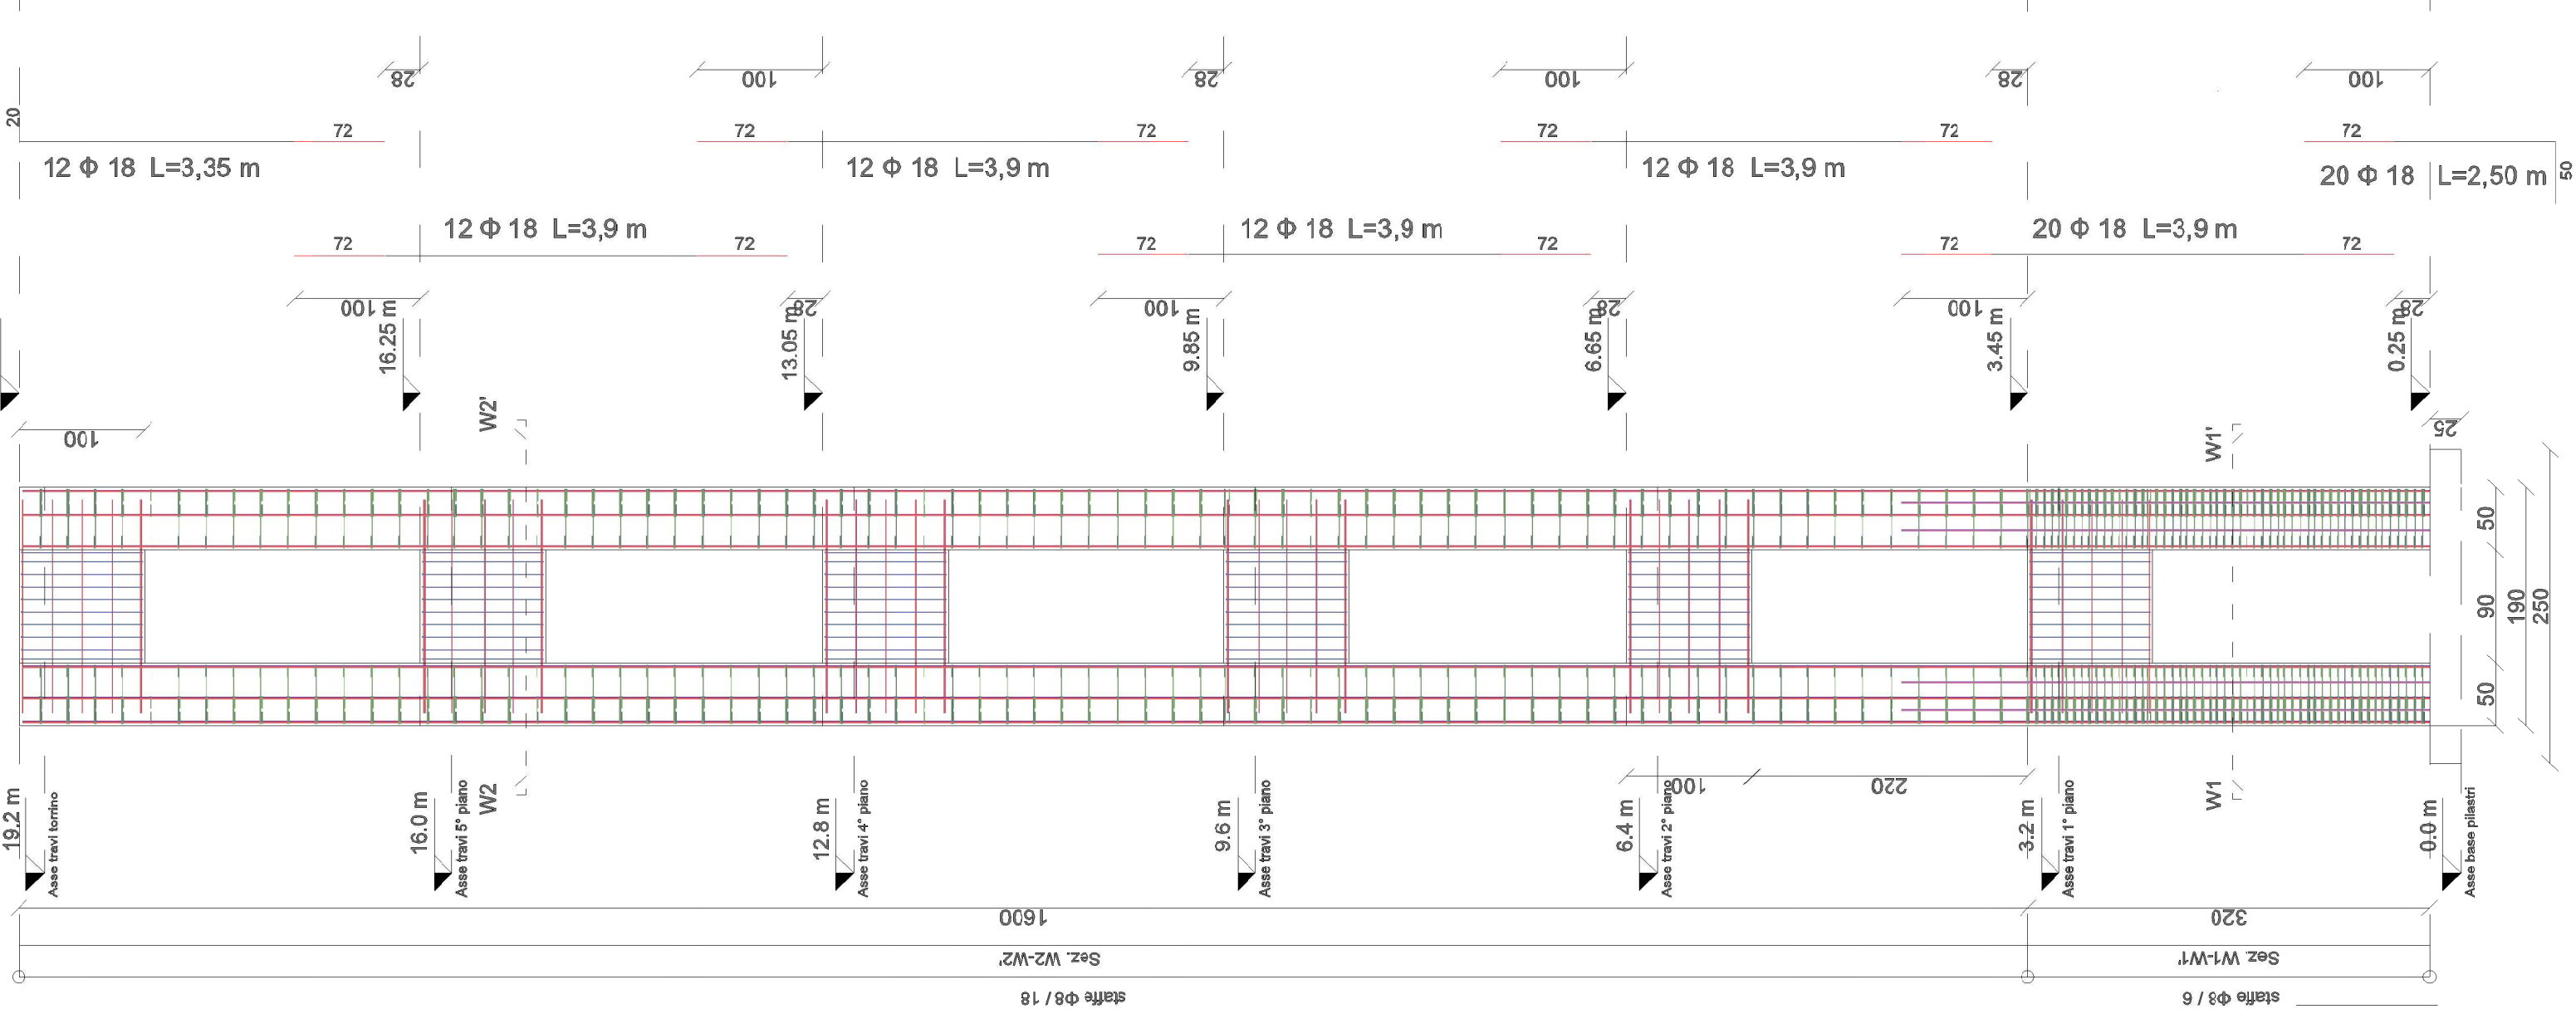 28
100
28
100
28
100
20
72
72
72
72
72
72
12 Φ 18 L=3,35 m
12 Φ 18 L=3,9 m
12 Φ 18 L=3,9 m
20 Φ 18 L=2,50 m
50
12 Φ 18 L=3,9 m
12 Φ 18 L=3,9 m
20 Φ 18 L=3,9 m
72
72
72
72
72
72
100
28
100
28
100
28
16.25 m
13.05 m
9.85 m
6.65 m
3.45 m
0.25 m
100
W2'
W1'
25
50
90
190
250
50
W2
W1
100
220
19.2 m
Asse travi torrino
16.0 m
Asse travi 5° piano
12.8 m
Asse travi 4° piano
9.6 m
Asse travi 3° piano
6.4 m
Asse travi 2° piano
3.2 m
Asse travi 1° piano
0.0 m
Asse base pilastri
1600
320
Sez. W2-W2'
Sez. W1-W1'
staffe Φ8 / 18
staffe Φ8 / 6